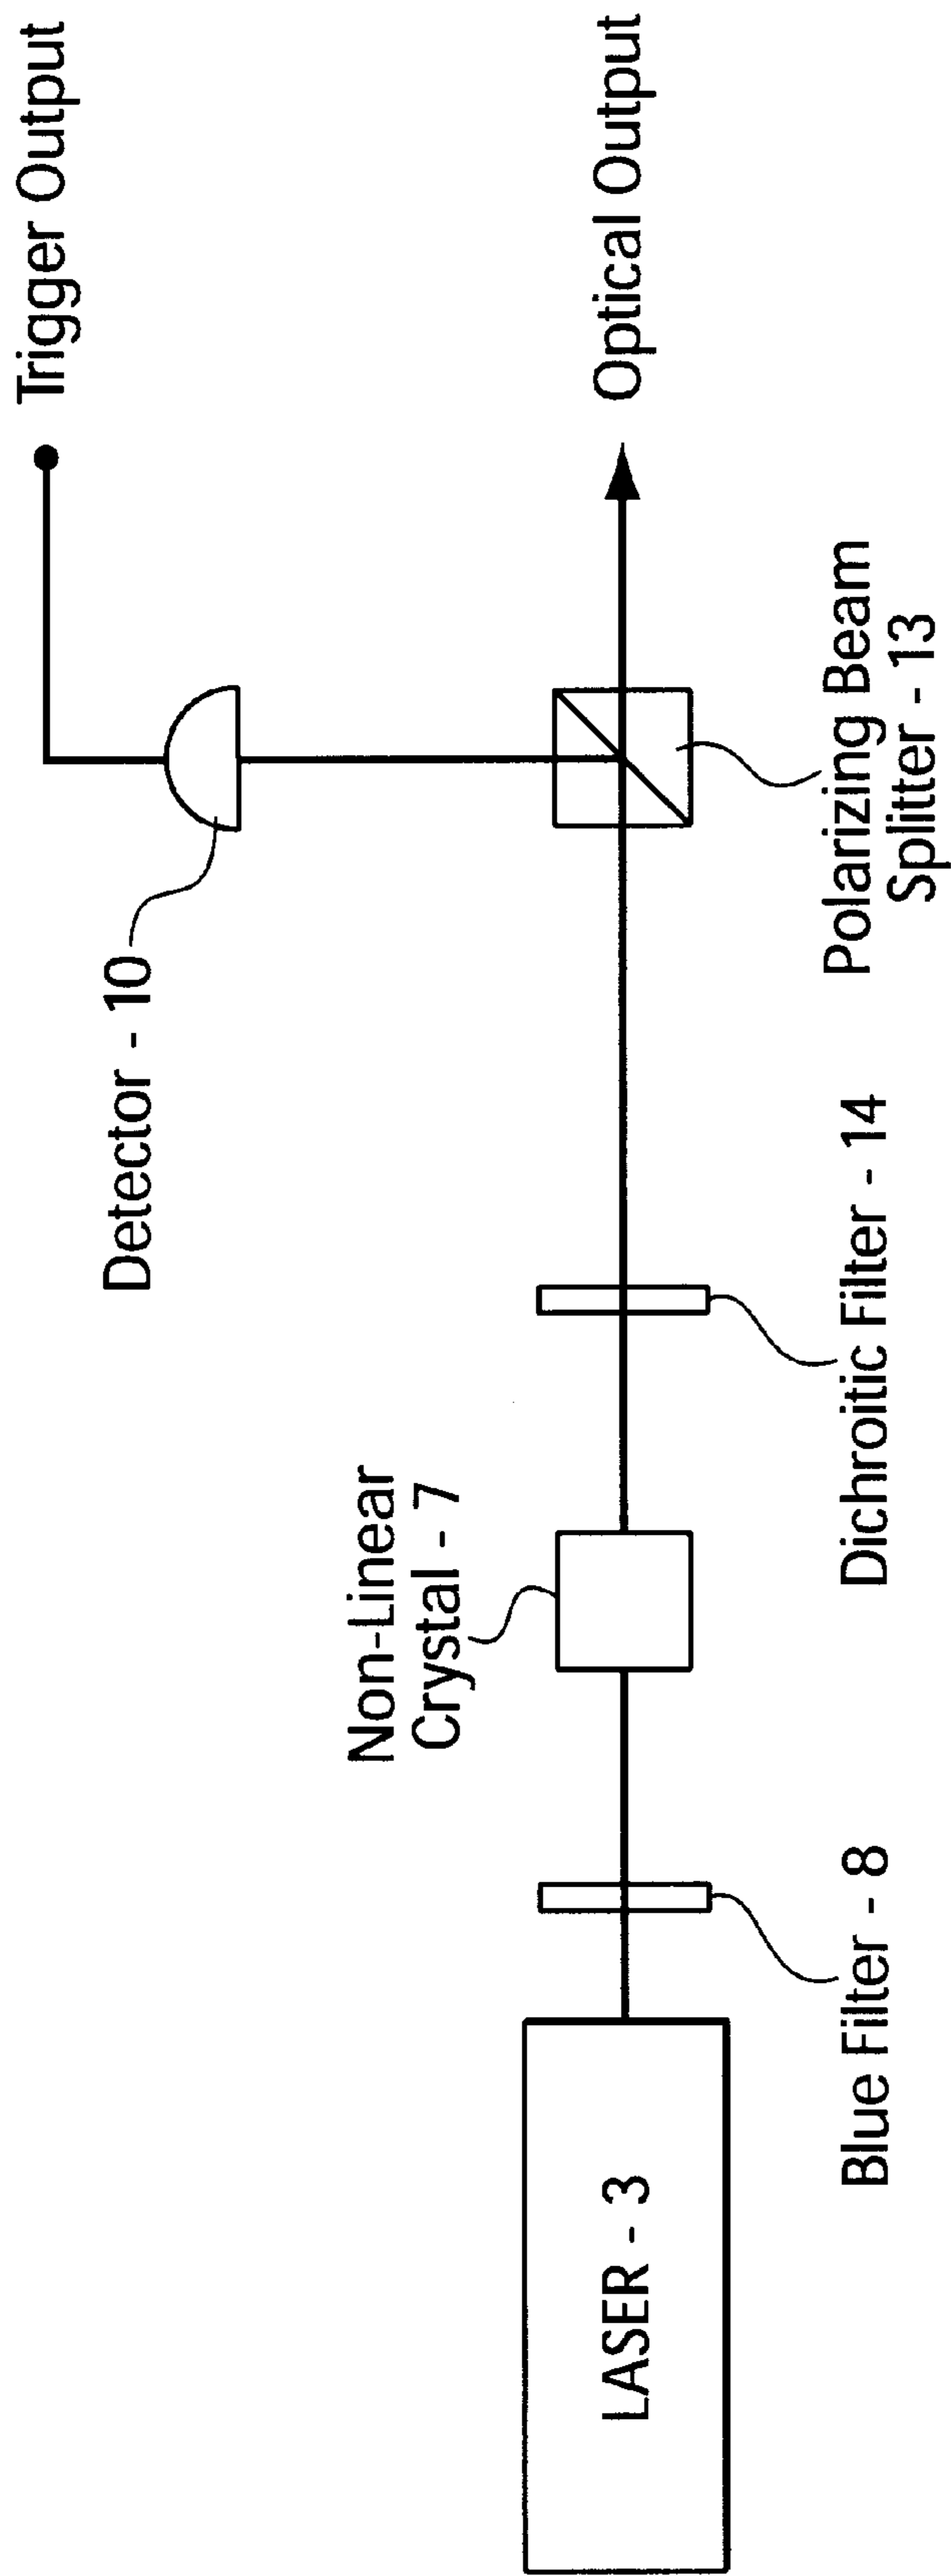 Trigger Output
Detector - 10
Optical Output
Non-Linear
Crystal - 7
LASER - 3
Blue Filter - 8
Dichroitic Filter - 14
Polarizing Beam
Splitter - 13